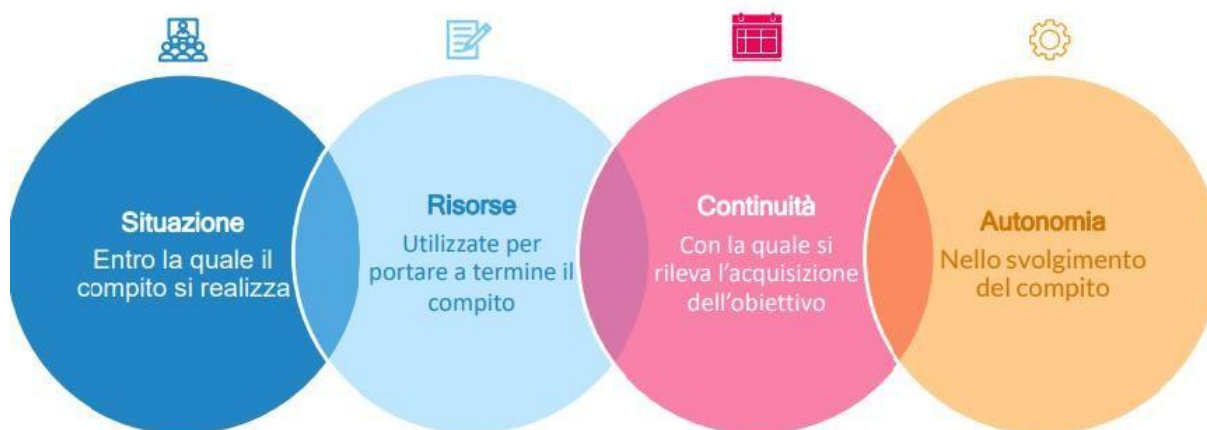 Situazione
Entro la quale il
compito si realizza
Risorse
Utilizzate per
portare a termine il
compito
Continuità
Con la quale si
rileva l’acquisizione
dell’obiettivo
Autonomia
Nello svolgimento
del compito